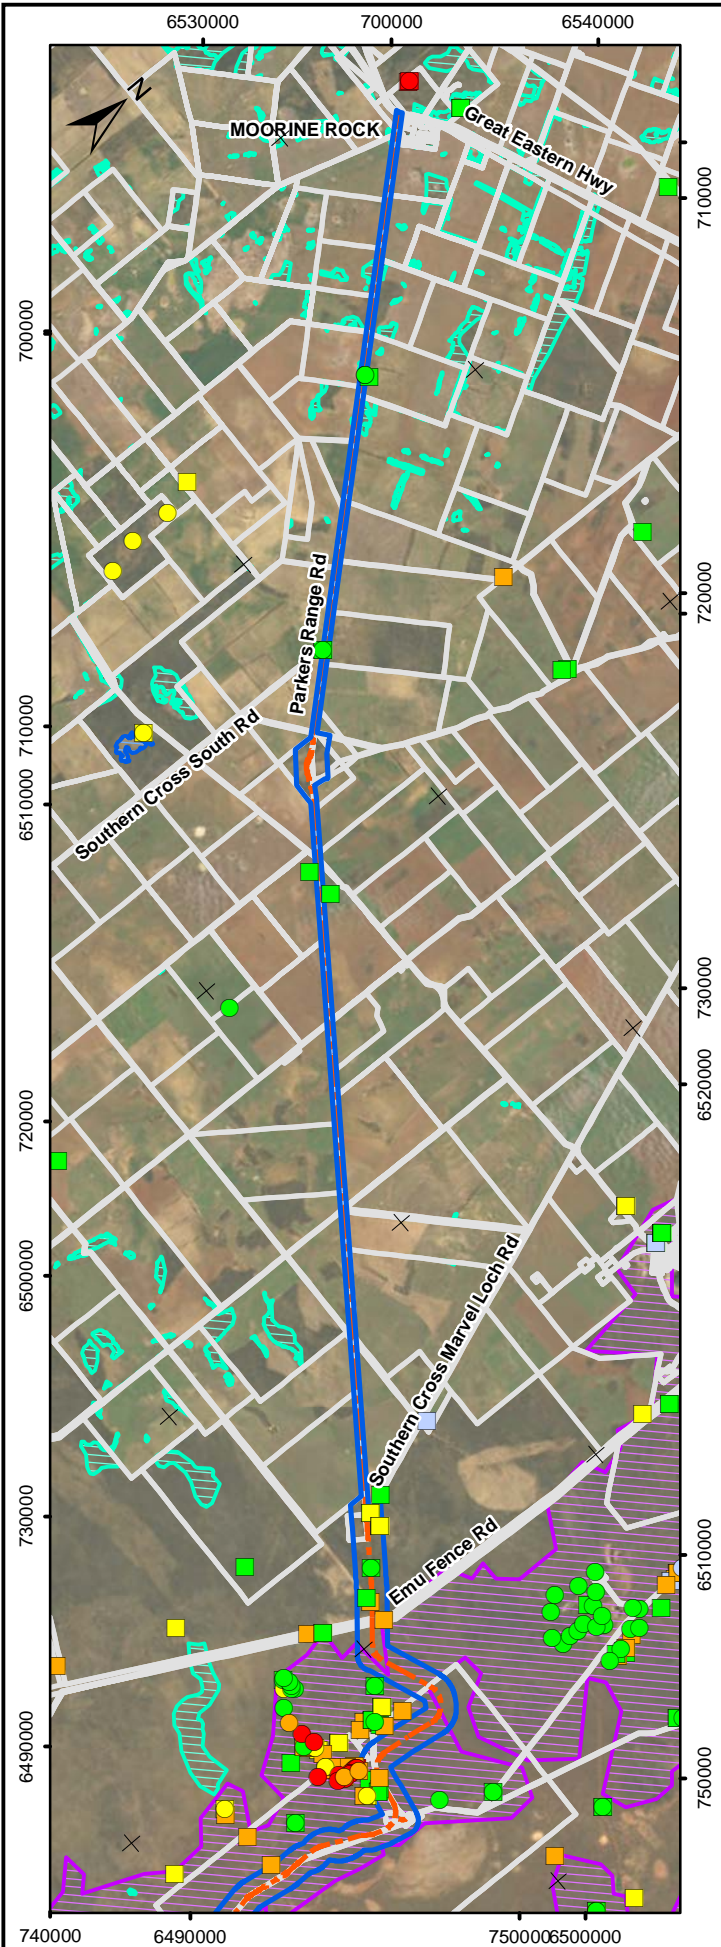 6530000
700000
6540000
N
MOORINE ROCK
Great Eastern Hwy
710000
700000
Parkers Range Rd
720000
710000
Southern Cross South Rd
6510000
730000
6520000
720000
6500000
Southern Cross Marvel Loch Rd
730000
Emu Fence Rd
6510000
6490000
750000
740000
6490000
750000
6500000